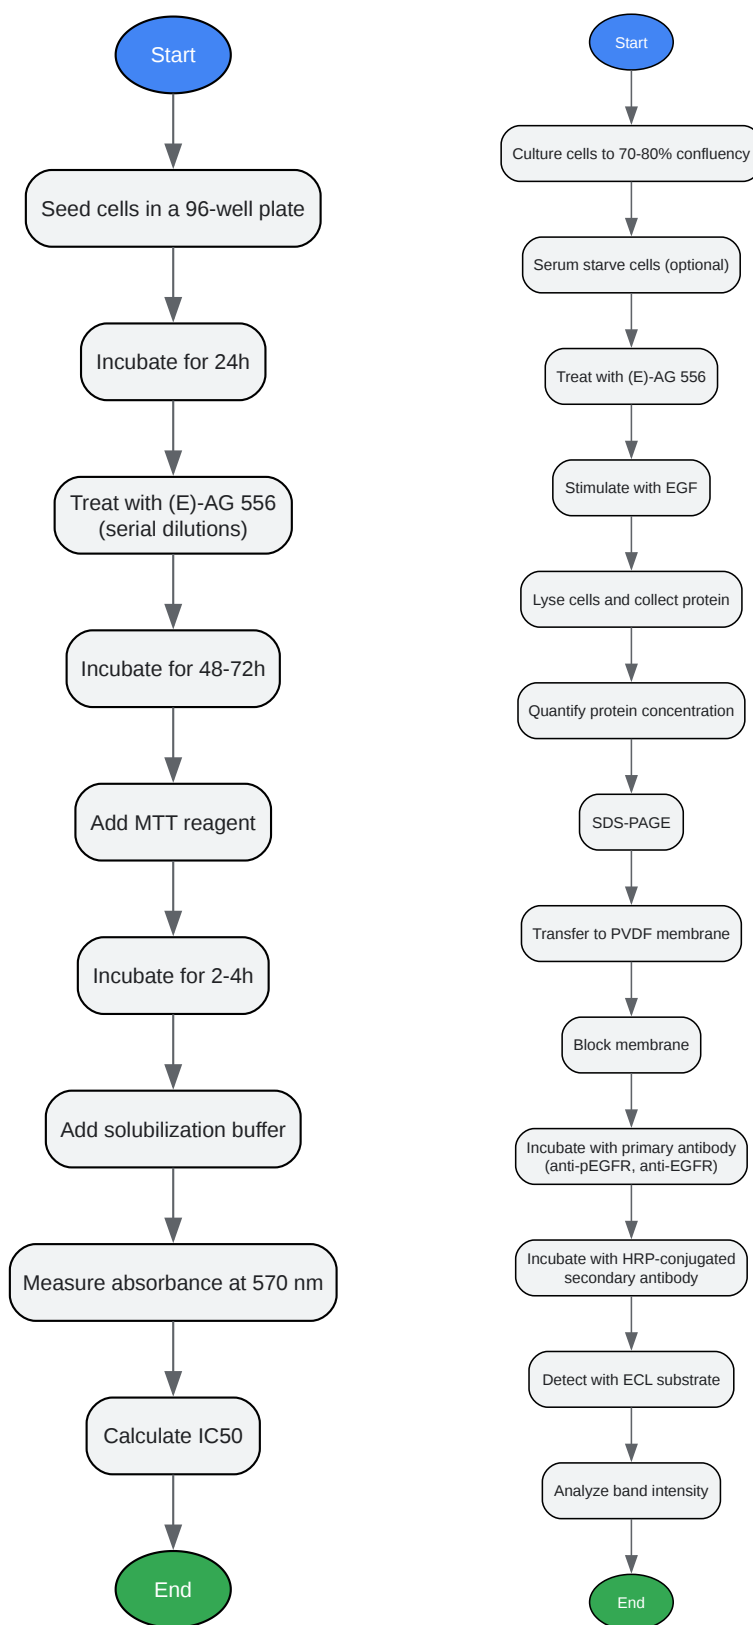 Start
Seed cells in a 96-well plate
Incubate for 24h
Treat with (E)-AG 556
(serial dilutions)
Incubate for 48-72h
Add MTT reagent
Incubate for 2-4h
Add solubilization buffer
Measure absorbance at 570 nm
Calculate IC50
End
Start
Culture cells to 70-80% confluency
Serum starve cells (optional)
Treat with (E)-AG 556
Stimulate with EGF
Lyse cells and collect protein
Quantify protein concentration
SDS-PAGE
Transfer to PVDF membrane
Block membrane
Incubate with primary antibody
(anti-pEGFR, anti-EGFR)
Incubate with HRP-conjugated
secondary antibody
Detect with ECL substrate
Analyze band intensity
End